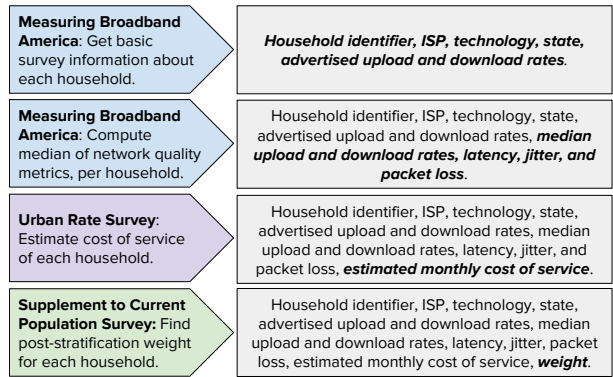 Measuring Broadband
America: Get basic
survey information about
each household.
Household identifier, ISP, technology, state,
advertised upload and download rates.
Measuring Broadband
America: Compute
median of network quality
metrics, per household.
Household identifier, ISP, technology, state,
advertised upload and download rates, median
upload and download rates, latency, jitter, and
packet loss.
Urban Rate Survey:
Estimate cost of service
of each household.
Household identifier, ISP, technology, state,
advertised upload and download rates, median
upload and download rates, latency, jitter, and
packet loss, estimated monthly cost of service.
Supplement to Current
Population Survey: Find
post-stratification weight
for each household.
Household identifier, ISP, technology, state,
advertised upload and download rates, median
upload and download rates, latency, jitter, packet
loss, estimated monthly cost of service, weight.